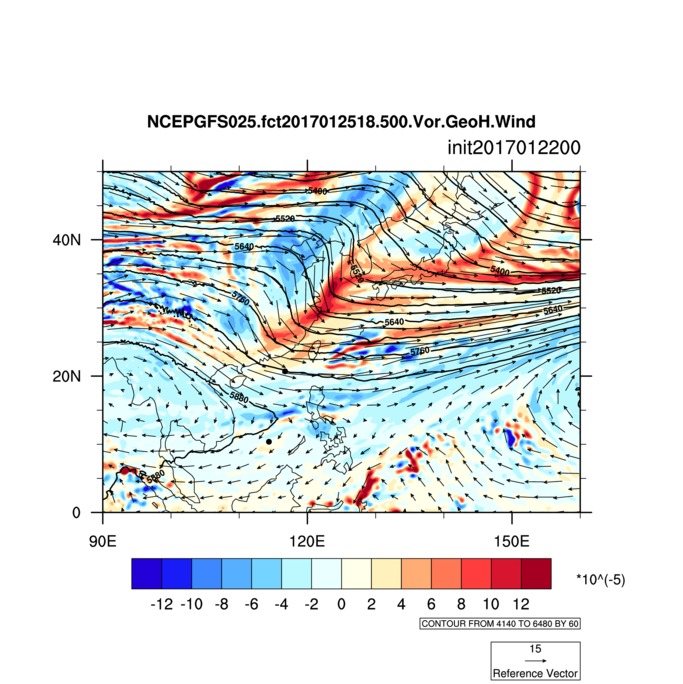 NCEPGFS025.fct2017012518.500.Vor.GeoH.Wind
init2017012200
5400
5520
40N
5640
5400
5760
5520
5640
5640
5760
20N
5880
5880
0
90E 120E 150E
*10^(-5)
-12 -10 -8 -6 -4 -2 0 2 4 6 8 10 12
CONTOUR FROM 4140 TO 6480 BY 60
15
Reference Vector